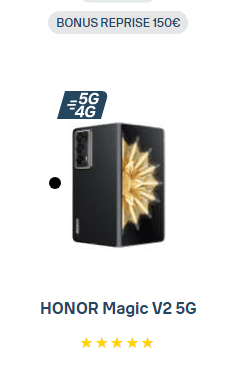 BONUS REPRISE 150€
5G
4G
HONOR Magic V2 5G